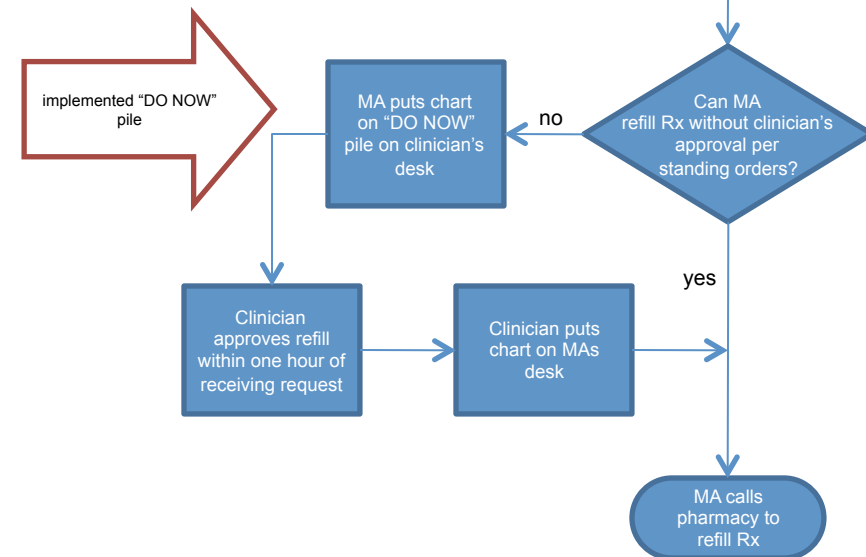 implemented “DO NOW”
pile
MA puts chart
on “DO NOW”
pile on clinician’s
desk
no
Can MA
refill Rx without clinician’s
approval per
standing orders?
yes
Clinician
approves refill
within one hour of
receiving request
Clinician puts
chart on MAs
desk
MA calls
pharmacy to
refill Rx